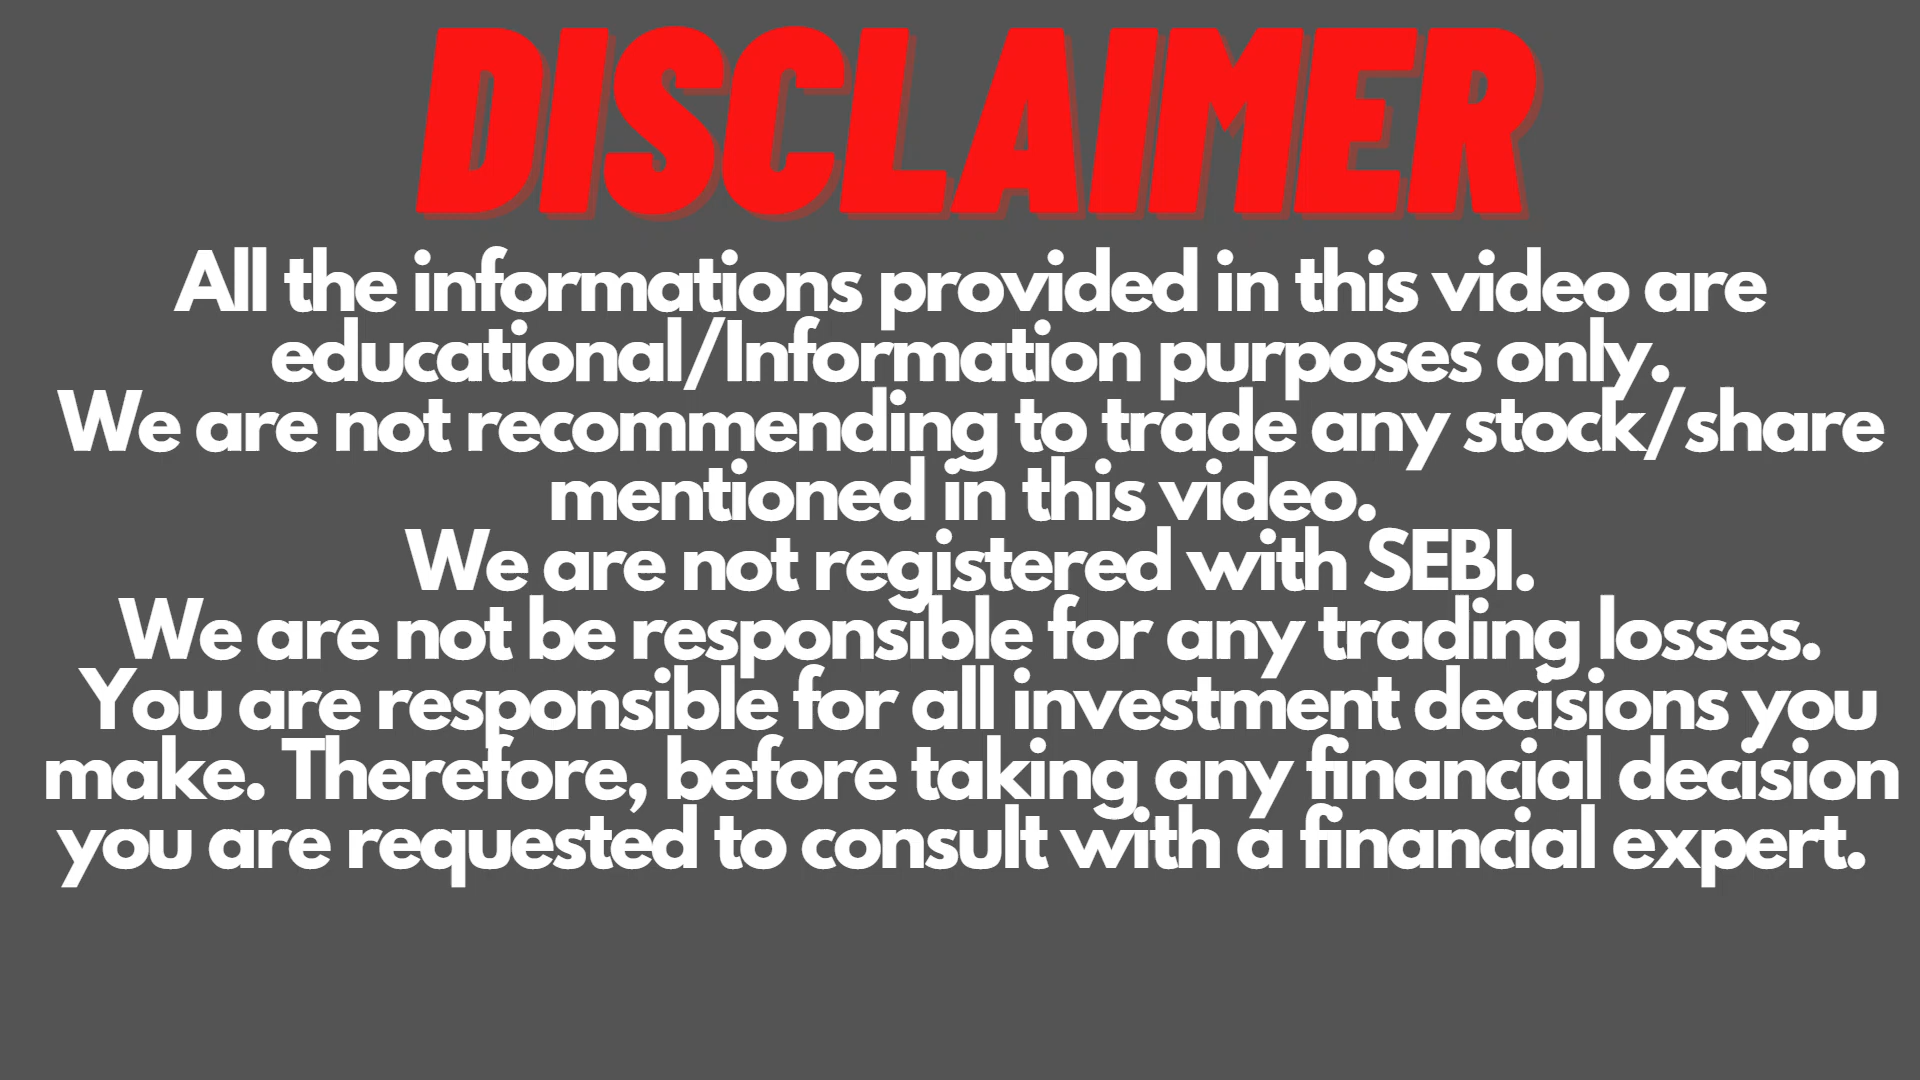 DISCLAIMER
All the informations provided in this video are
educational/Information purposes only.
We are not recommending to trade any stock/share
mentioned in this video.
We are not registered with SEBI.
We are not be responsible for any trading losses.
You are responsible for all investment decisions you
make. Therefore, before taking any financial decision
you are requested to consult with a financial expert.